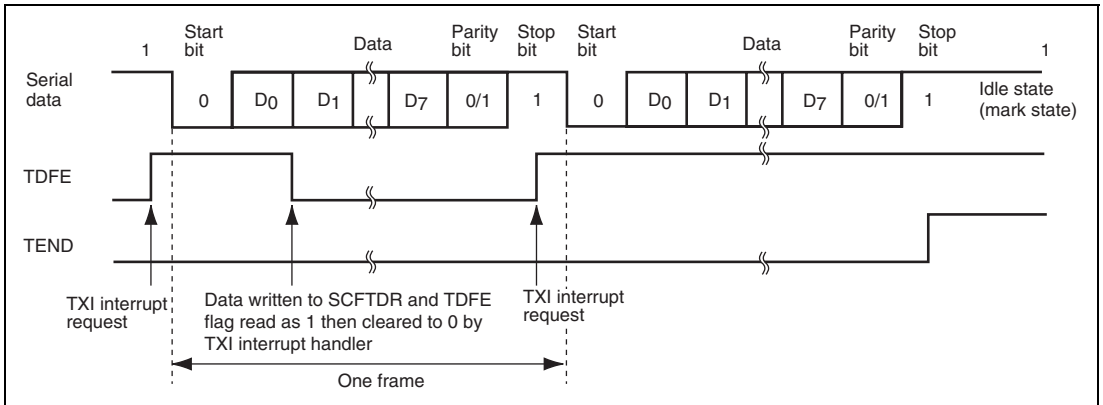 1 Start bit Data Parity bit Stop bit Start bit Data Parity bit Stop bit 1
Serial data 0 D0 D1 D7 0/1 1 0 D0 D1 D7 0/1 1 Idle state (mark state)
TDFE
TEND
TXI interrupt request
Data written to SCFTDR and TDFE
flag read as 1 then cleared to 0 by
TXI interrupt handler
TXI interrupt request
One frame